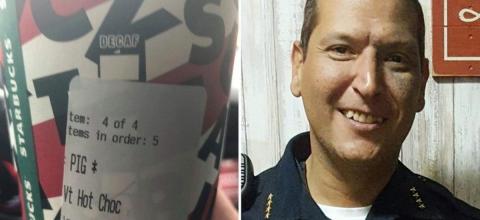 DECAF
STARBUCKS
tem: 4 of 4
tems in order: 5
* PIG *
Vt Hot Choc